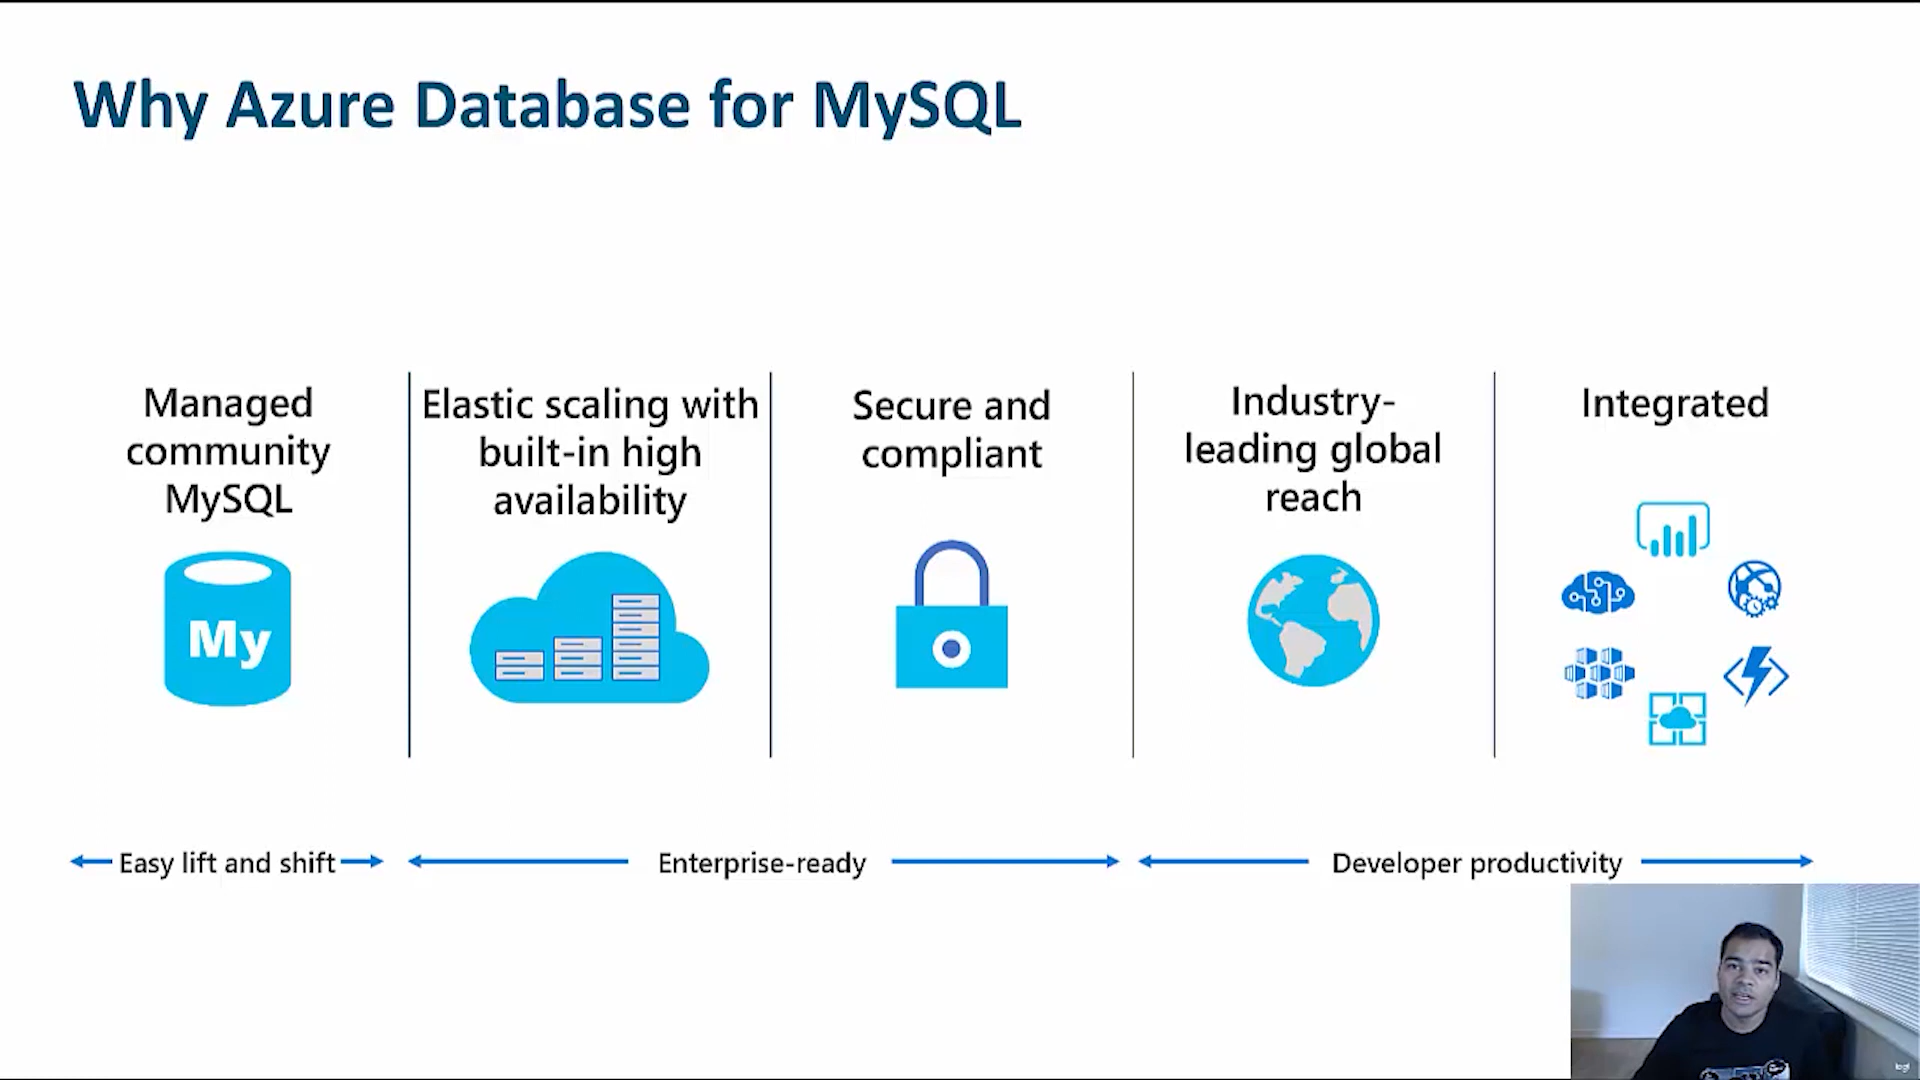 Why Azure Database for MySQL
Managed
community
MySQL
My
Elastic scaling with
built-in high
availability
Secure and
compliant
Industry-
leading global
reach
Integrated
Easy lift and shift
Enterprise-ready
Developer productivity
logi